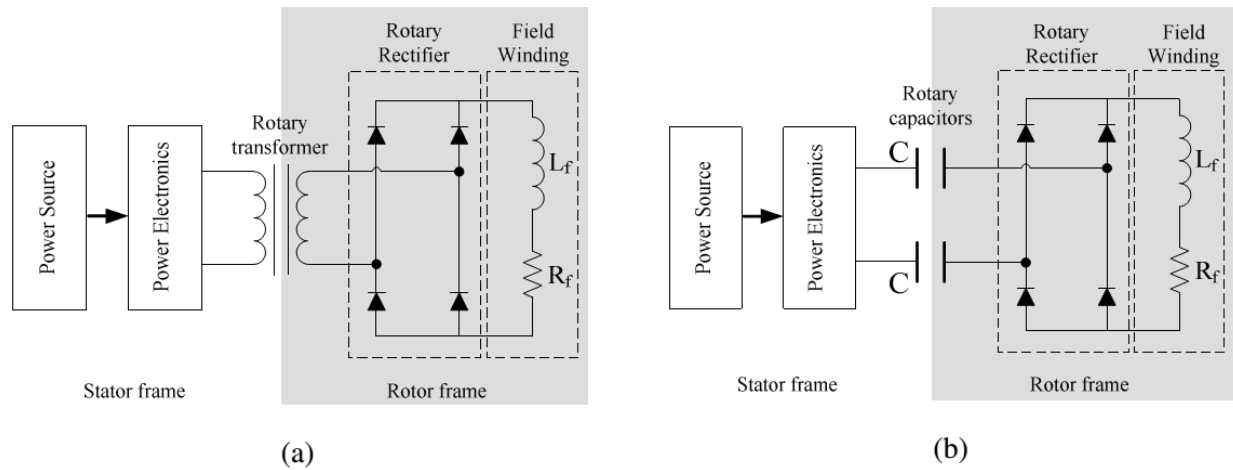 Rotary
Rectifier
Field
Winding
Rotary
transformer
Power Source
Power Electronics
Lf
Rf
Stator frame
Rotor frame
(a)
Rotary
Rectifier
Field
Winding
Rotary
capacitors
Power Source
Power Electronics
C
C
Lf
Rf
Stator frame
Rotor frame
(b)